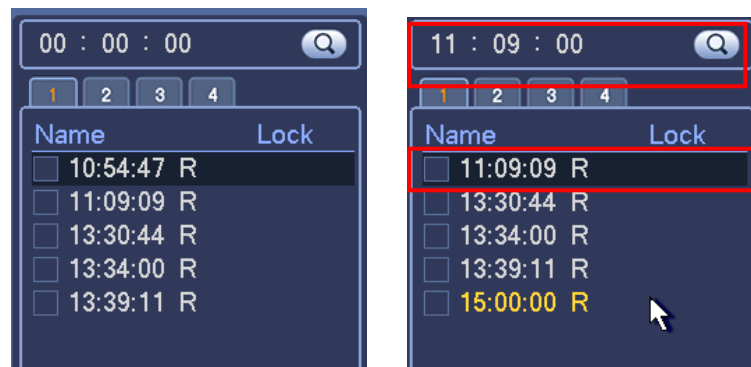 00 : 00 : 00
1 2 3 4
Name Lock
10:54:47 R
11:09:09 R
13:30:44 R
13:34:00 R
13:39:11 R
11 : 09 : 00
1 2 3 4
Name Lock
11:09:09 R
13:30:44 R
13:34:00 R
13:39:11 R
15:00:00 R